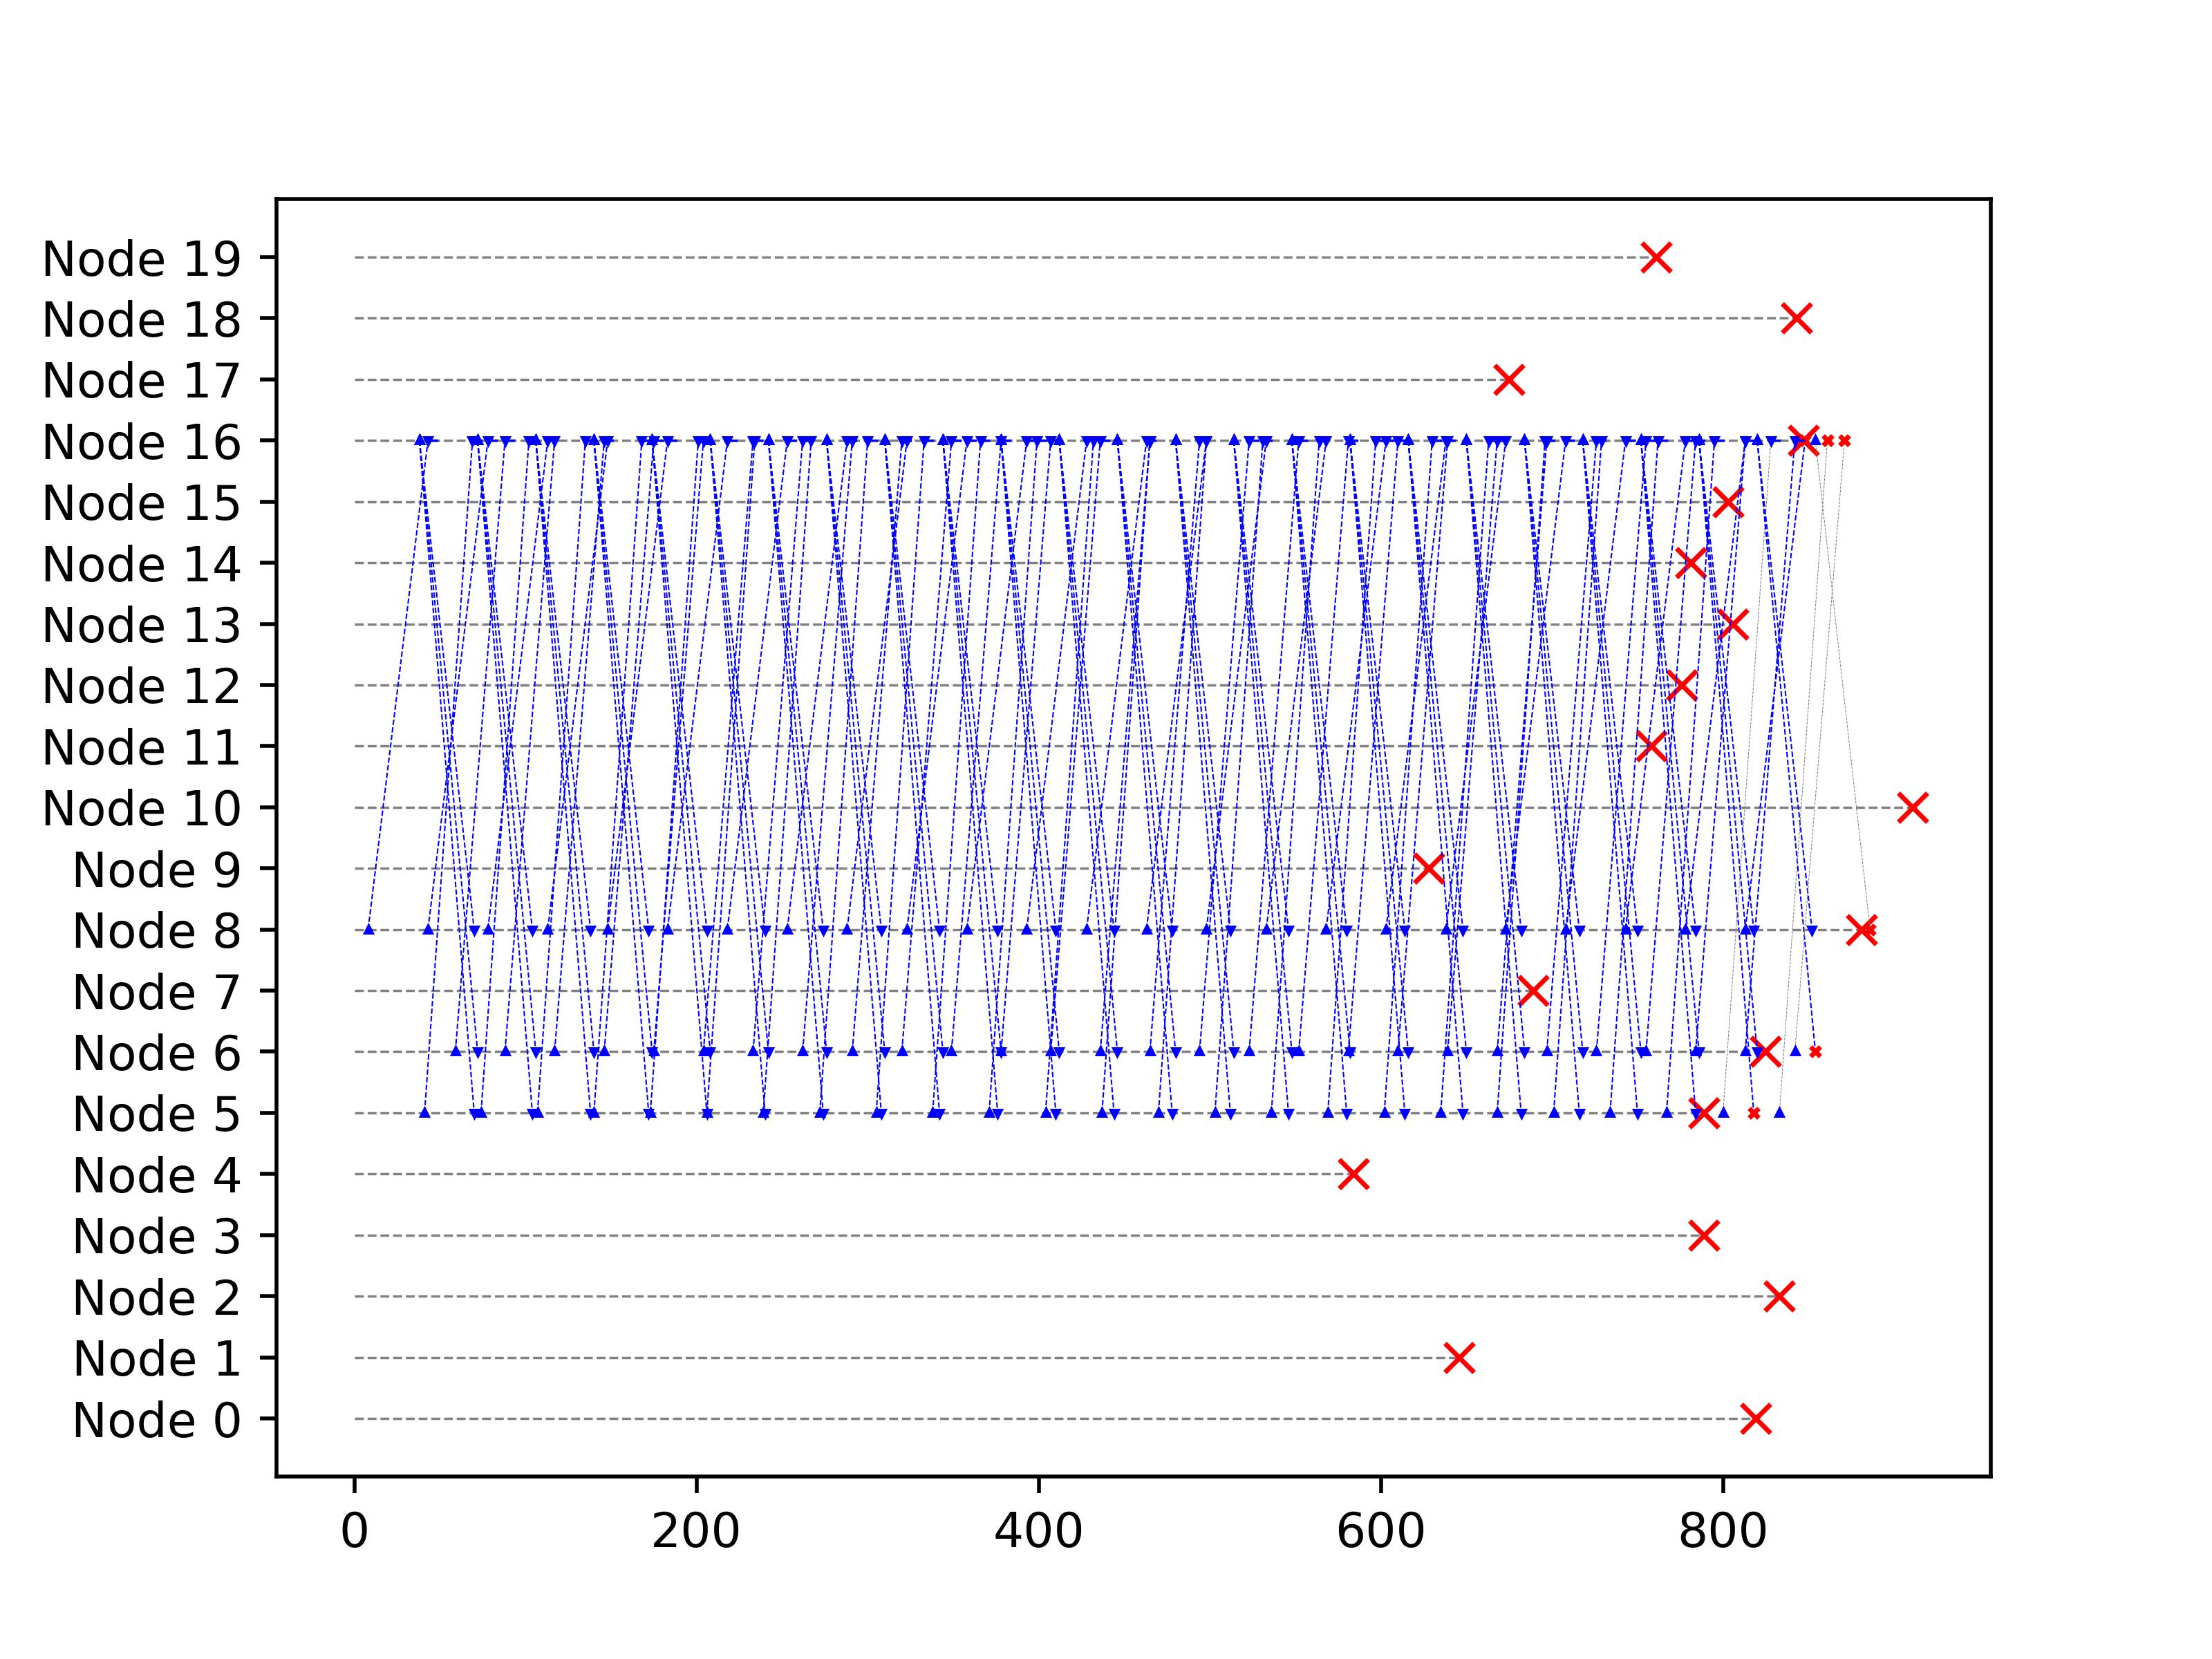 Node 19
Node 18
Node 17
Node 16
Node 15
Node 14
Node 13
Node 12
Node 11
Node 10
Node 9
Node 8
Node 7
Node 6
Node 5
Node 4
Node 3
Node 2
Node 1
Node 0
0 200 400 600 800